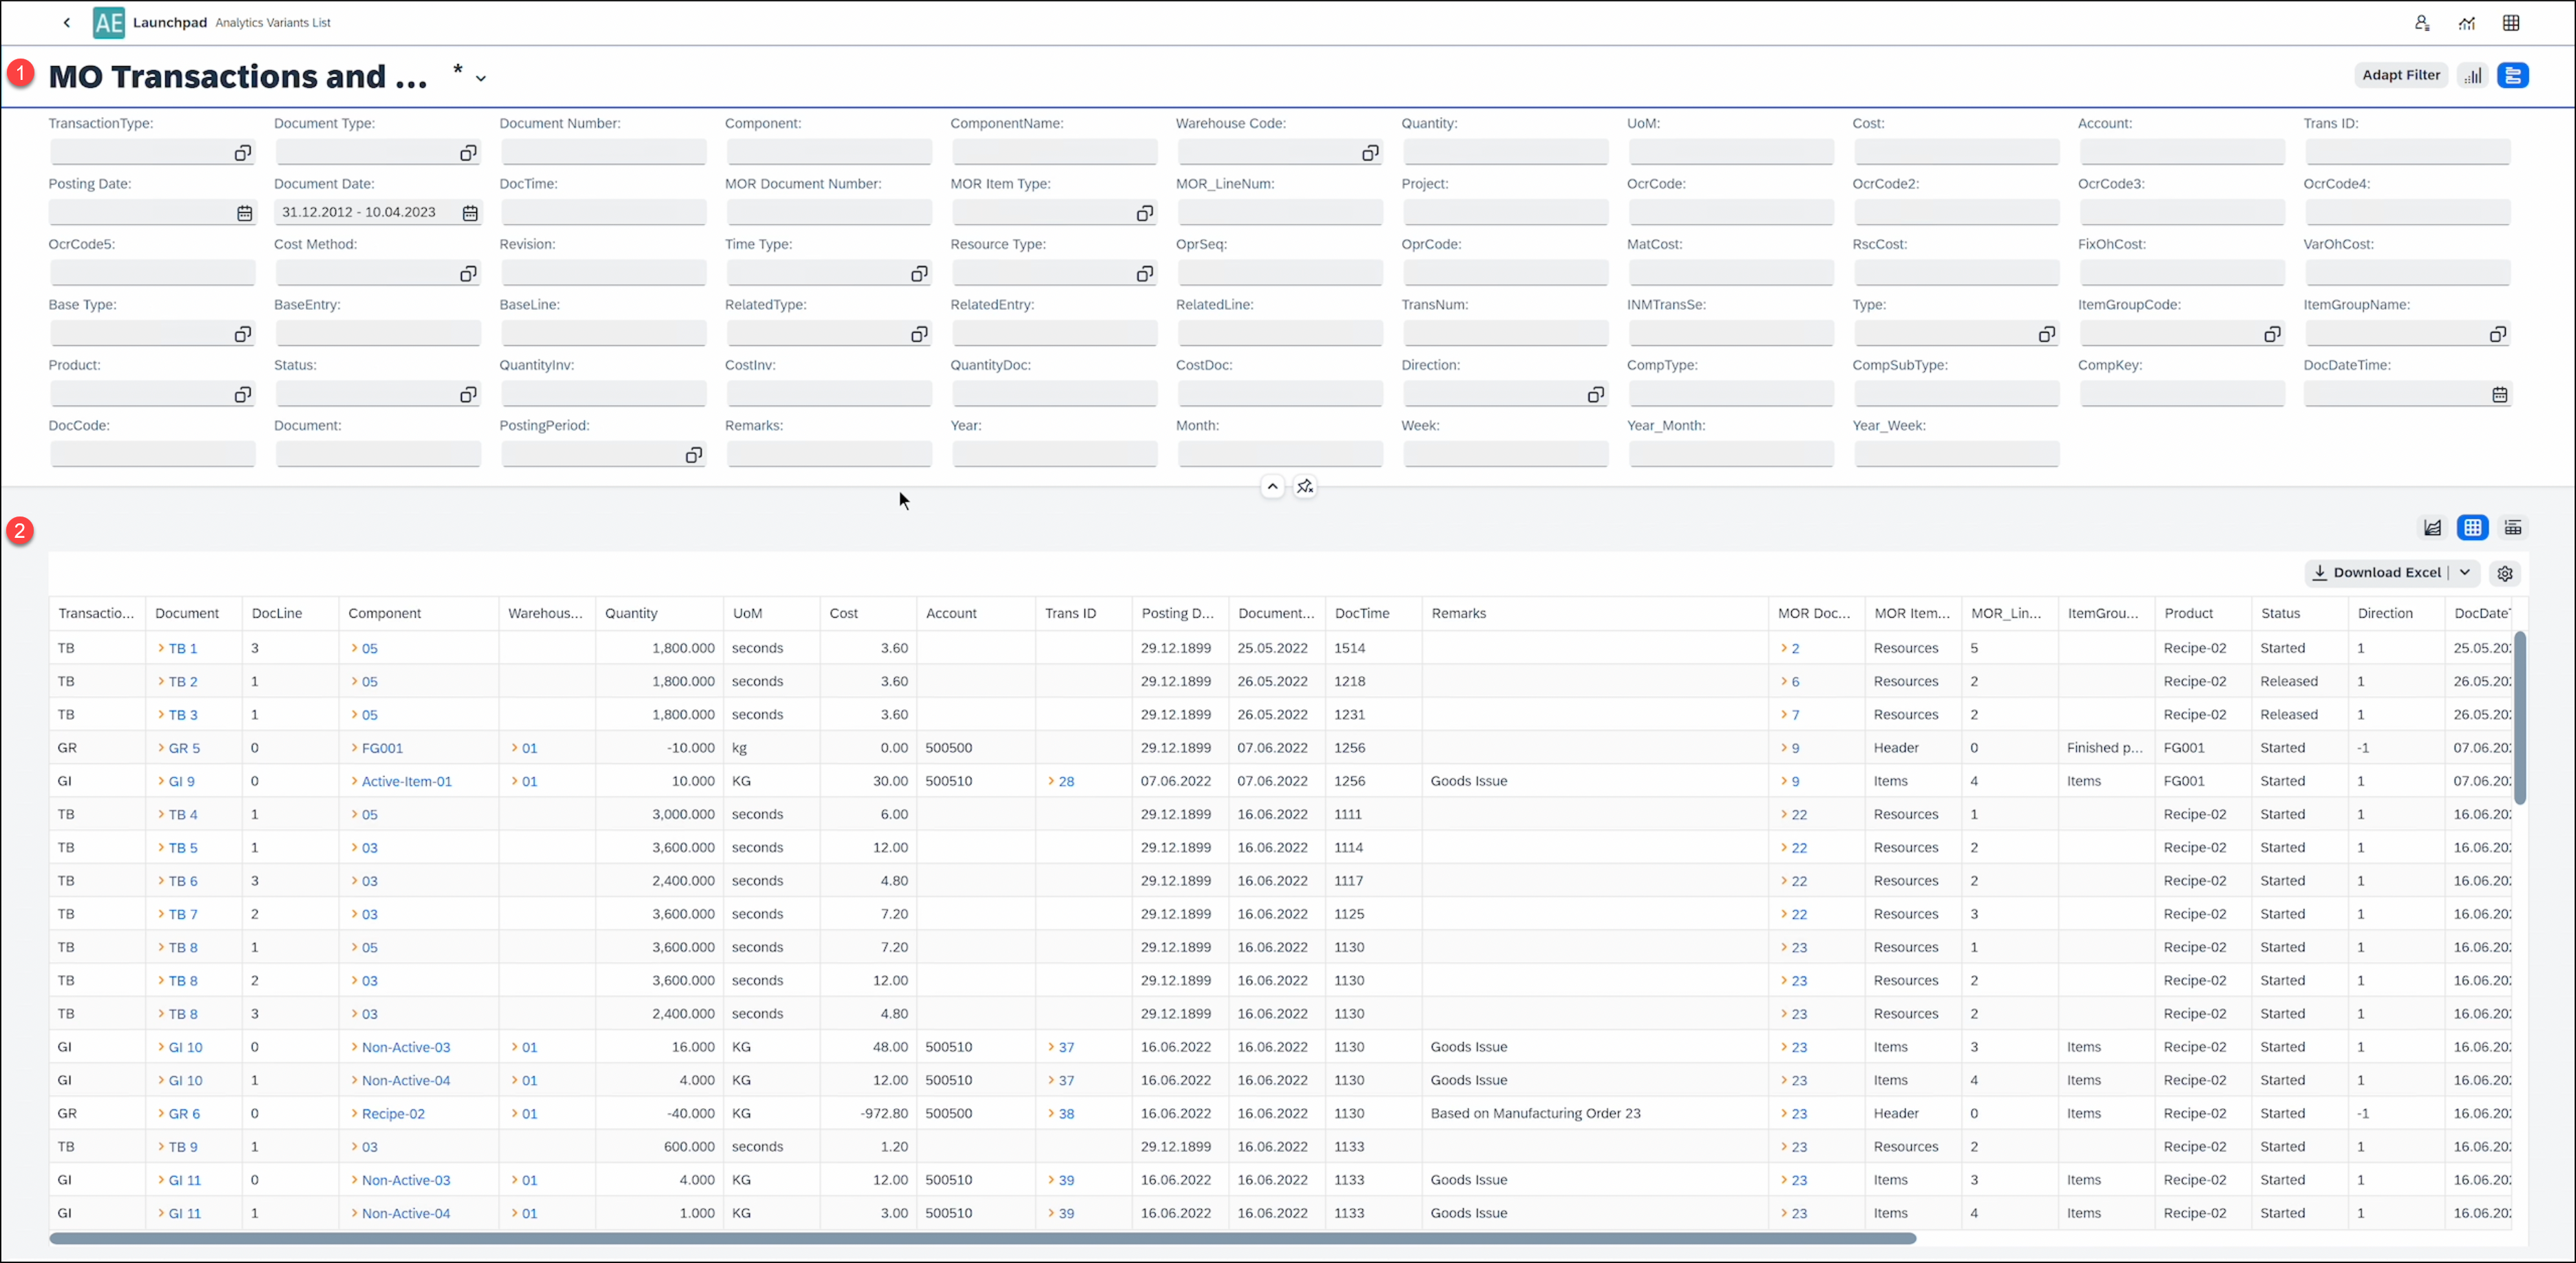 AE Launchpad Analytics Variants List
1 MO Transactions and ... * Adapt Filter
TransactionType: Document Type: Document Number: Component: ComponentName: Warehouse Code: Quantity: UoM: Cost: Account: Trans ID:
Posting Date: Document Date: DocTime: MOR Document Number: MOR Item Type: MOR_LineNum: Project: OcrCode: OcrCode2: OcrCode3: OcrCode4:
31.12.2012 - 10.04.2023
OcrCode5: Cost Method: Revision: Time Type: Resource Type: OprSeq: OprCode: MatCost: RscCost: FixOhCost: VarOhCost:
Base Type: BaseEntry: BaseLine: RelatedType: RelatedEntry: RelatedLine: TransNum: INMTransSe: Type: ItemGroupCode: ItemGroupName:
Product: Status: QuantityInv: CostInv: QuantityDoc: CostDoc: Direction: CompType: CompSubType: CompKey: DocDateTime:
DocCode: Document: PostingPeriod: Remarks: Year: Month: Week: Year_Month: Year_Week:
2
Download Excel
Transactio... Document DocLine Component Warehous... Quantity UoM Cost Account Trans ID Posting D... Document... DocTime Remarks MOR Doc... MOR Item... MOR_Lin... ItemGrou... Product Status Direction DocDateT
TB TB 1 3 05 1,800.000 seconds 3.60 29.12.1899 25.05.2022 1514 2 Resources 5 Recipe-02 Started 1 25.05.202
TB TB 2 1 05 1,800.000 seconds 3.60 29.12.1899 26.05.2022 1218 6 Resources 2 Recipe-02 Released 1 26.05.202
TB TB 3 1 05 1,800.000 seconds 3.60 29.12.1899 26.05.2022 1231 7 Resources 2 Recipe-02 Released 1 26.05.202
GR GR 5 0 FG001 01 -10.000 kg 0.00 500500 29.12.1899 07.06.2022 1256 9 Header 0 Finished p... FG001 Started -1 07.06.202
GI GI 9 0 Active-Item-01 01 10.000 KG 30.00 500510 28 07.06.2022 07.06.2022 1256 Goods Issue 9 Items 4 Items FG001 Started 1 07.06.202
TB TB 4 1 05 3,000.000 seconds 6.00 29.12.1899 16.06.2022 1111 22 Resources 1 Recipe-02 Started 1 16.06.202
TB TB 5 1 03 3,600.000 seconds 12.00 29.12.1899 16.06.2022 1114 22 Resources 2 Recipe-02 Started 1 16.06.202
TB TB 6 3 03 2,400.000 seconds 4.80 29.12.1899 16.06.2022 1117 22 Resources 2 Recipe-02 Started 1 16.06.202
TB TB 7 2 03 3,600.000 seconds 7.20 29.12.1899 16.06.2022 1125 22 Resources 3 Recipe-02 Started 1 16.06.202
TB TB 8 1 05 3,600.000 seconds 7.20 29.12.1899 16.06.2022 1130 23 Resources 1 Recipe-02 Started 1 16.06.202
TB TB 8 2 03 3,600.000 seconds 12.00 29.12.1899 16.06.2022 1130 23 Resources 2 Recipe-02 Started 1 16.06.202
TB TB 8 3 03 2,400.000 seconds 4.80 29.12.1899 16.06.2022 1130 23 Resources 2 Recipe-02 Started 1 16.06.202
GI GI 10 0 Non-Active-03 01 16.000 KG 48.00 500510 37 16.06.2022 16.06.2022 1130 Goods Issue 23 Items 3 Items Recipe-02 Started 1 16.06.202
GI GI 10 1 Non-Active-04 01 4.000 KG 12.00 500510 37 16.06.2022 16.06.2022 1130 Goods Issue 23 Items 4 Items Recipe-02 Started 1 16.06.202
GR GR 6 0 Recipe-02 01 -40.000 KG -972.80 500500 38 16.06.2022 16.06.2022 1130 Based on Manufacturing Order 23 23 Header 0 Items Recipe-02 Started -1 16.06.202
TB TB 9 1 03 600.000 seconds 1.20 29.12.1899 16.06.2022 1133 23 Resources 2 Recipe-02 Started 1 16.06.202
GI GI 11 0 Non-Active-03 01 4.000 KG 12.00 500510 39 16.06.2022 16.06.2022 1133 Goods Issue 23 Items 3 Items Recipe-02 Started 1 16.06.202
GI GI 11 1 Non-Active-04 01 1.000 KG 3.00 500510 39 16.06.2022 16.06.2022 1133 Goods Issue 23 Items 4 Items Recipe-02 Started 1 16.06.202